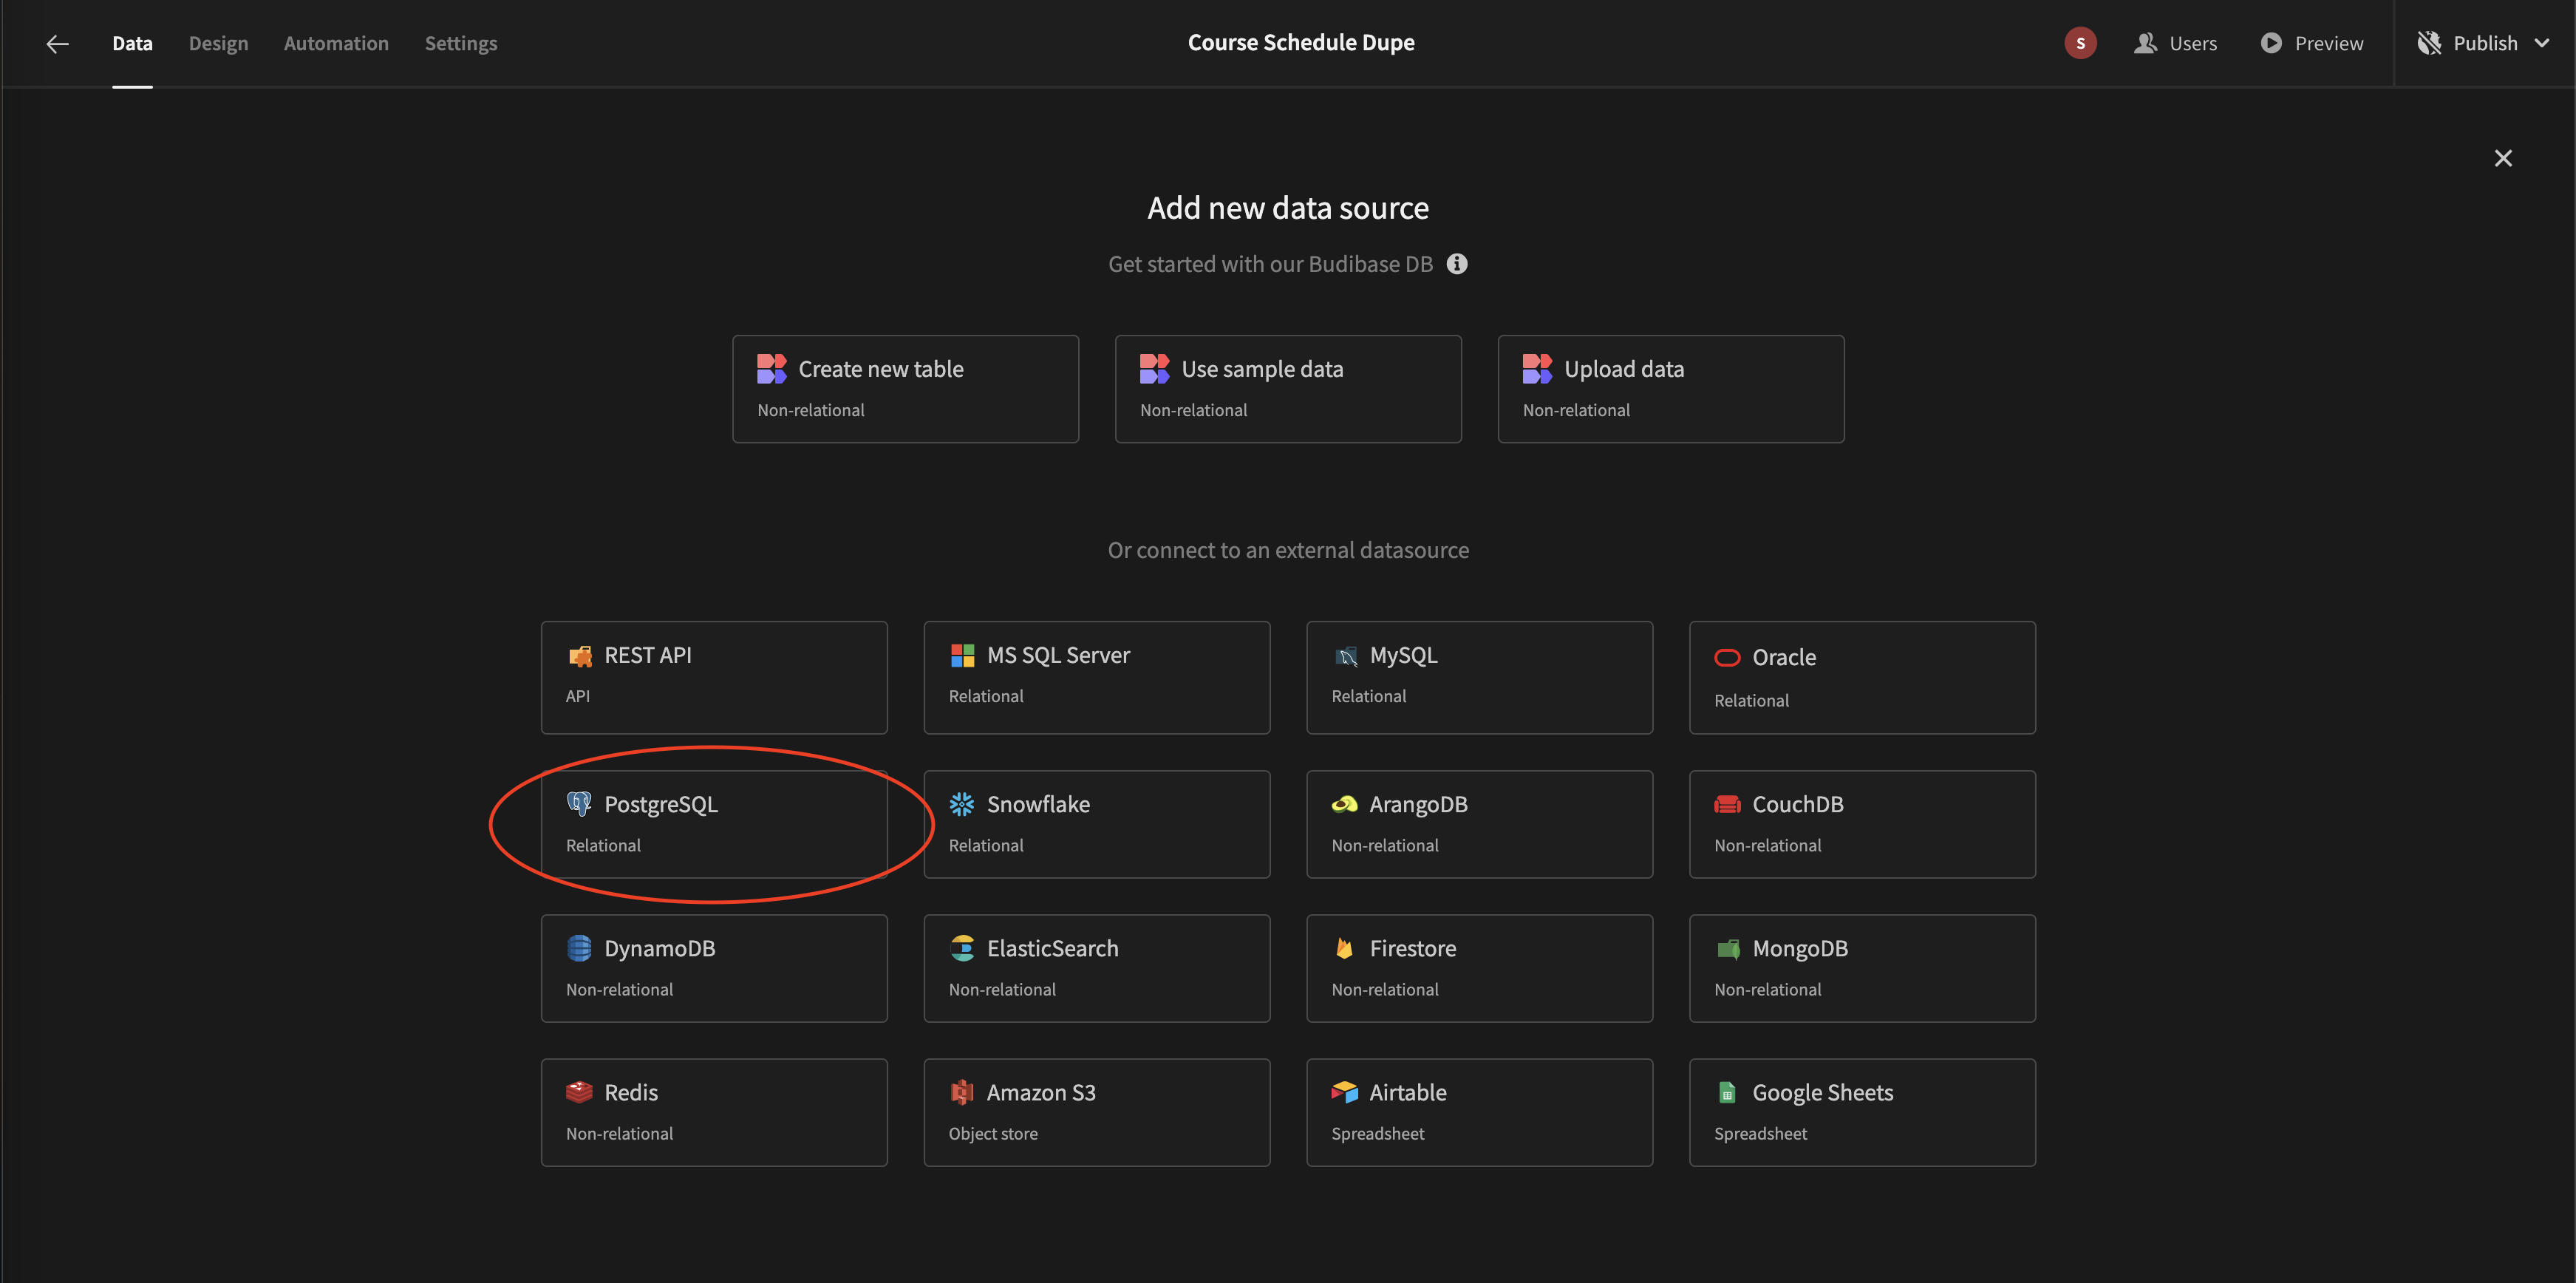 Data Design Automation Settings Course Schedule Dupe S Users Preview Publish
Add new data source
Get started with our Budibase DB
Create new table Use sample data Upload data
Non-relational Non-relational Non-relational
Or connect to an external datasource
REST API MS SQL Server MySQL Oracle
API Relational Relational Relational
PostgreSQL Snowflake ArangoDB CouchDB
Relational Relational Non-relational Non-relational
DynamoDB ElasticSearch Firestore MongoDB
Non-relational Non-relational Non-relational Non-relational
Redis Amazon S3 Airtable Google Sheets
Non-relational Object store Spreadsheet Spreadsheet